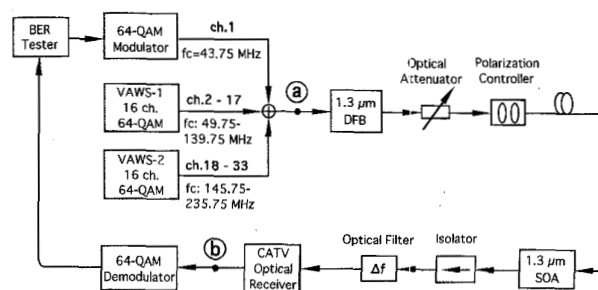 BER
Tester
64-QAM
Modulator
ch.1
fc=43.75 MHz
VAWS-1
16 ch.
64-QAM
ch.2 - 17
fc: 49.75-
139.75 MHz
VAWS-2
16 ch.
64-QAM
ch.18 - 33
fc: 145.75-
235.75 MHz
a
1.3 µm
DFB
Optical
Attenuator
Polarization
Controller
64-QAM
Demodulator
b
CATV
Optical
Receiver
Optical Filter
Δf
Isolator
1.3 µm
SOA